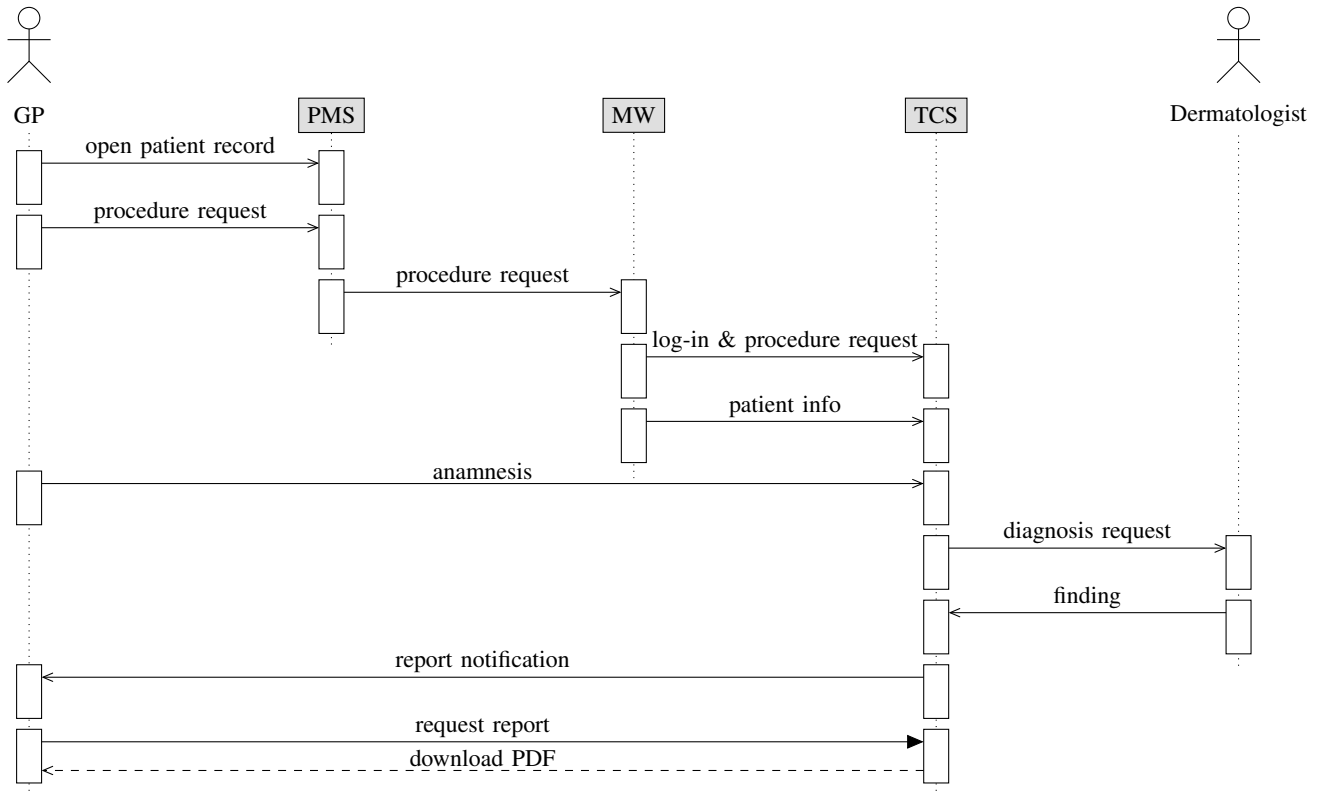 GP
PMS
MW
TCS
Dermatologist
open patient record
procedure request
procedure request
log-in & procedure request
patient info
anamnesis
diagnosis request
finding
report notification
request report
download PDF